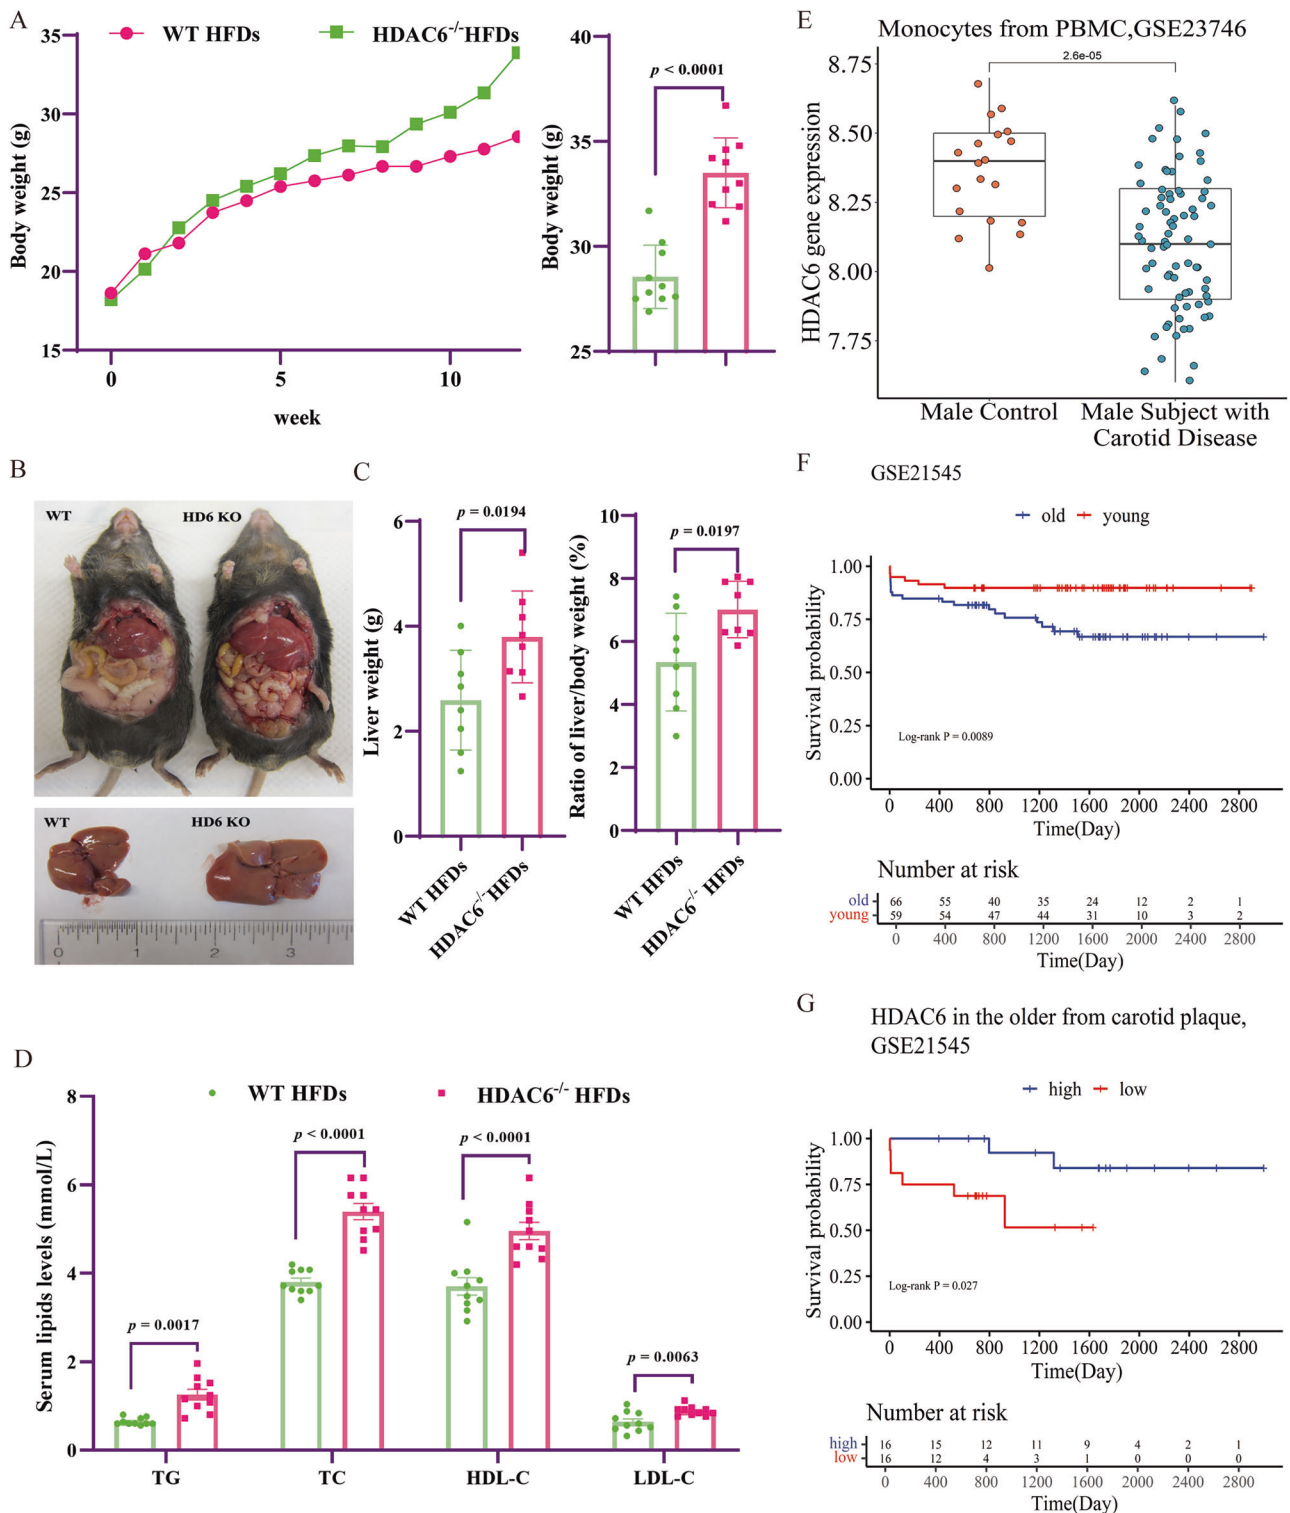 A
WT HFDs
HDAC6-/-HFDs
Body weight (g)
35
30
25
20
15
0
5
10
week
Body weight (g)
40
35
30
25
p < 0.0001
B
WT
HD6 KO
WT
HD6 KO
0
1
2
3
C
Liver weight (g)
6
4
2
0
p = 0.0194
WT HFDs
HDAC6-/-HFDs
Ratio of liver/body weight (%)
10
8
6
4
2
0
p = 0.0197
WT HFDs
HDAC6-/- HFDs
D
WT HFDs
HDAC6-/- HFDs
Serum lipids levels (mmol/L)
8
6
4
2
0
p = 0.0017
p < 0.0001
p < 0.0001
p = 0.0063
TG
TC
HDL-C
LDL-C
E
Monocytes from PBMC,GSE23746
HDAC6 gene expression
8.75
8.50
8.25
8.00
7.75
2.6e-05
Male Control
Male Subject with
Carotid Disease
F
GSE21545
old
young
Survival probability
1.00
0.75
0.50
0.25
0.00
Log-rank P = 0.0089
0 400 800 1200 1600 2000 2400 2800
Time(Day)
Number at risk
old 66 55 40 35 24 12 2 1
young 59 54 47 44 31 10 3 2
0 400 800 1200 1600 2000 2400 2800
Time(Day)
G
HDAC6 in the older from carotid plaque,
GSE21545
high
low
Survival probability
1.00
0.75
0.50
0.25
0.00
Log-rank P = 0.027
0 400 800 1200 1600 2000 2400 2800
Time(Day)
Number at risk
high 16 15 12 11 9 4 2 1
low 16 12 4 3 1 0 0 0
0 400 800 1200 1600 2000 2400 2800
Time(Day)